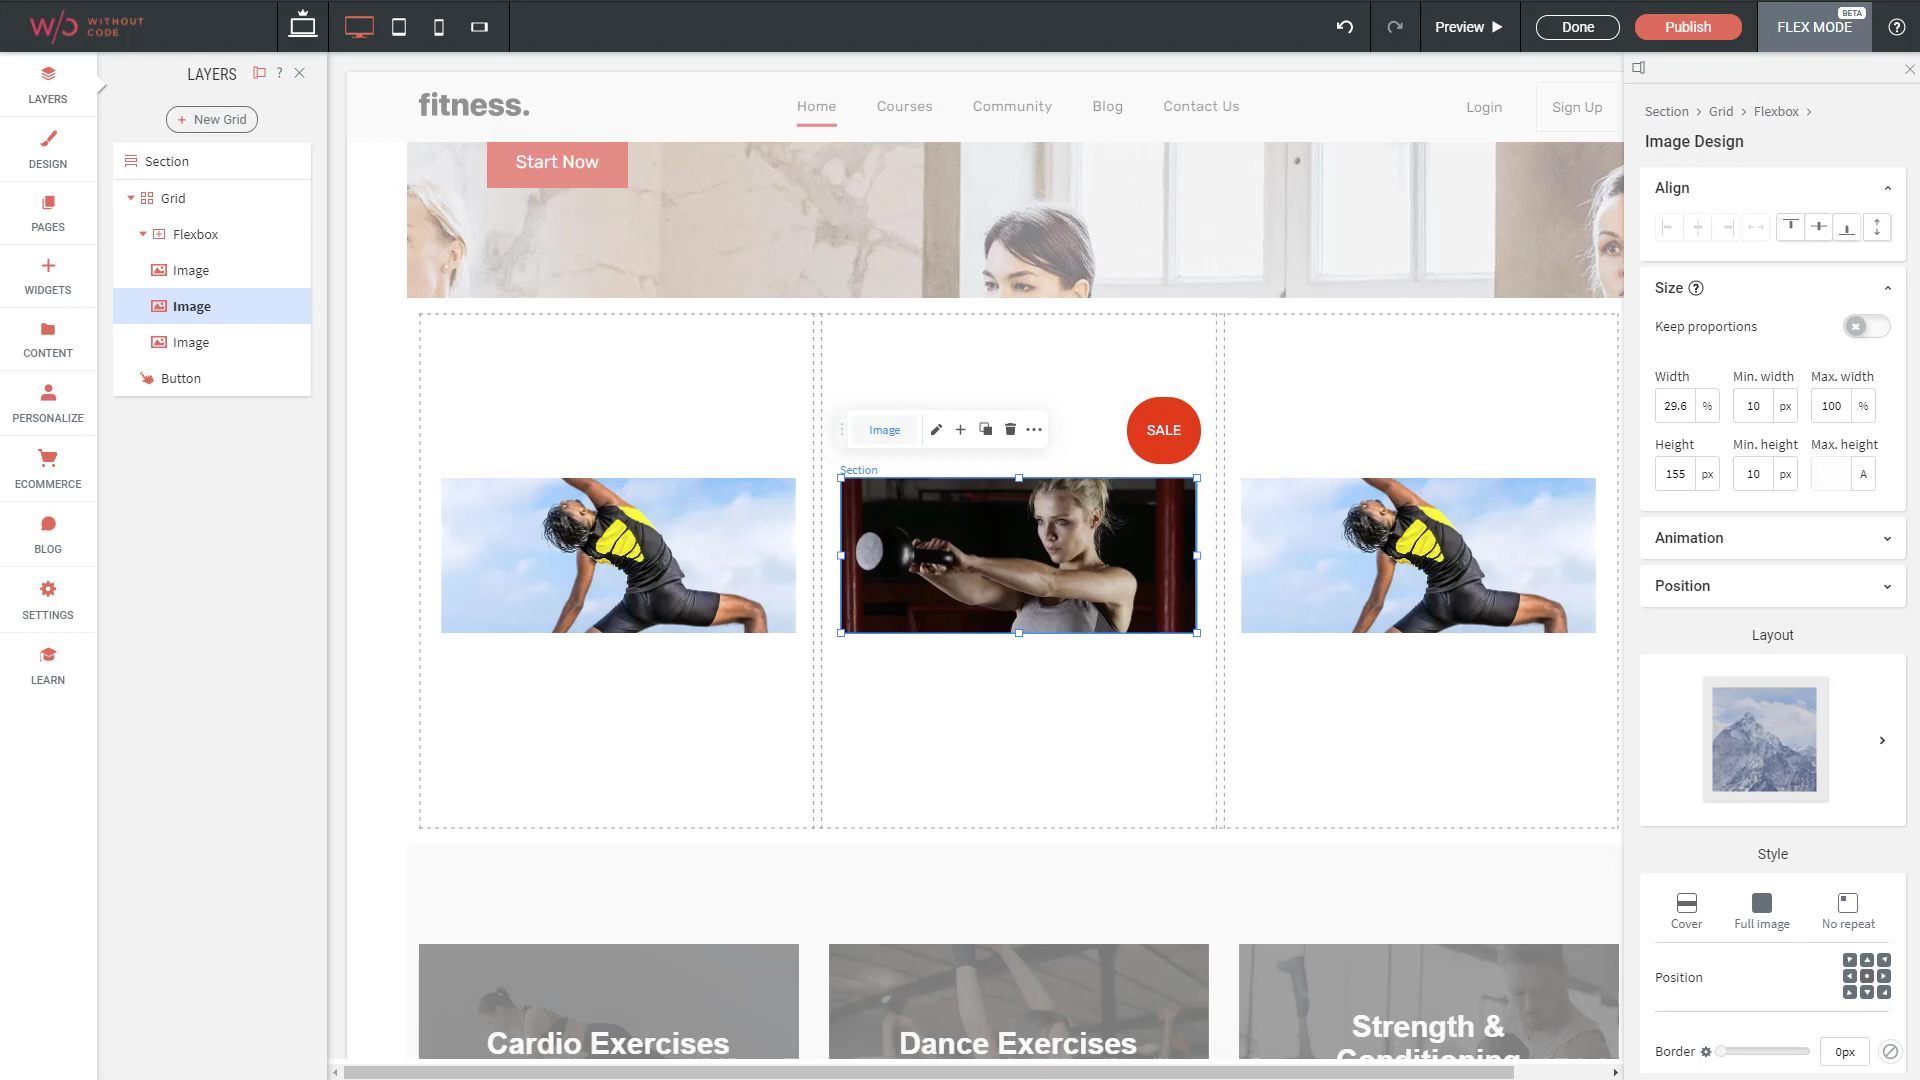 W/O WITHOUT CODE
Preview
Done
Publish
BETA
FLEX MODE
LAYERS
DESIGN
PAGES
WIDGETS
CONTENT
PERSONALIZE
ECOMMERCE
BLOG
SETTINGS
LEARN
LAYERS ?
+ New Grid
Section
Grid
Flexbox
Image
Image
Image
Button
fitness.
Home Courses Community Blog Contact Us Login Sign Up
Start Now
Image
SALE
Section
Cardio Exercises
Dance Exercises
Strength &
Conditioning
Section > Grid > Flexbox >
Image Design
Align
Size ?
Keep proportions
Width Min. width Max. width
29.6 % 10 px 100 %
Height Min. height Max. height
155 px 10 px A
Animation
Position
Layout
Style
Cover Full image No repeat
Position
Border 0px